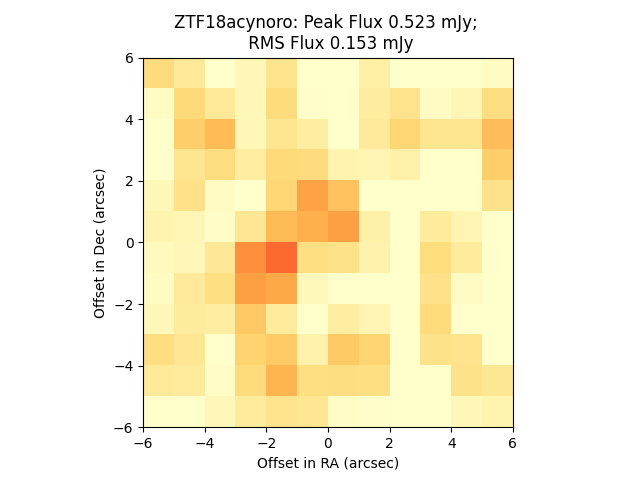 ZTF18acynoro: Peak Flux 0.523 mJy;
RMS Flux 0.153 mJy
6
4
2
0
−2
−4
−6
Offset in Dec (arcsec)
−6 −4 −2 0 2 4 6
Offset in RA (arcsec)